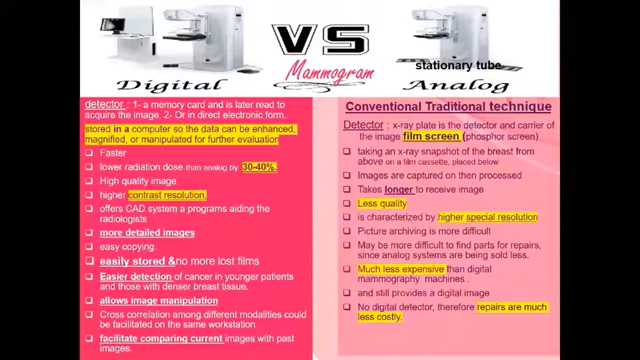 VS
Mammogram
Digital
stationary tube
Analog
detector : 1- a memory card and is later read to
acquire the image. 2- Or in direct electronic form.
stored in a computer so the data can be enhanced,
magnified, or manipulated for further evaluation
Faster
lower radiation dose than analog by 30-40%.
High quality image
higher contrast resolution,
offers CAD system a programs aiding the
radiologists
more detailed images
easy copying.
easily stored &no more lost films
Easier detection of cancer in younger patients
and those with denser breast tissue.
allows image manipulation
Cross correlation among different modalities could
be facilitated on the same workstation
facilitate comparing current images with past
images.
Conventional Traditional technique
Detector : x-ray plate is the detector and carrier of
the image film screen (phosphor screen)
taking an x-ray snapshot of the breast from
above on a film cassette, placed below.
Images are captured on then processed
Takes longer to receive image
Less quality
is characterized by higher special resolution
Picture archiving is more difficult
May be more difficult to find parts for repairs,
since analog systems are being sold less.
Much less expensive than digital
mammography machines .
and still provides a digital image
No digital detector, therefore repairs are much
less costly.